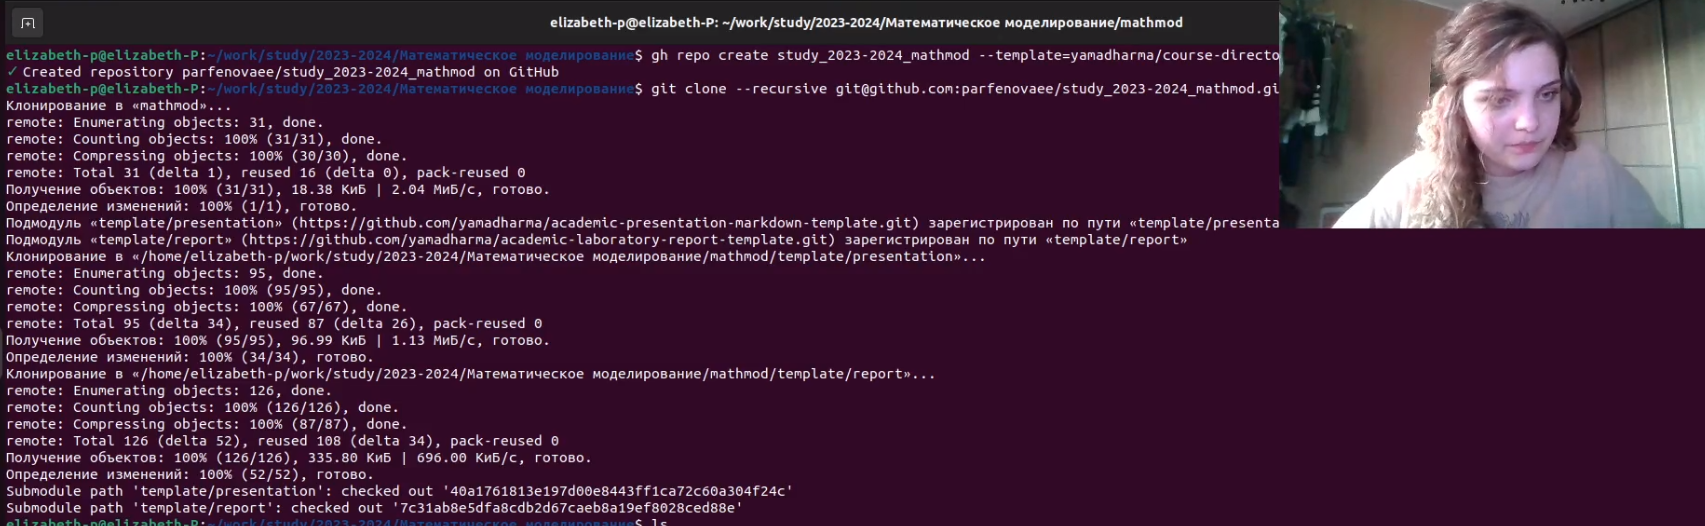 elizabeth-p@elizabeth-P: ~/work/study/2023-2024/Математическое моделирование/mathmod
elizabeth-p@elizabeth-P:~/work/study/2023-2024/Математическое моделирование$ gh repo create study_2023-2024_mathmod --template=yamadharma/course-directo
✓ Created repository parfenovaee/study_2023-2024_mathmod on GitHub
elizabeth-p@elizabeth-P:~/work/study/2023-2024/Математическое моделирование$ git clone --recursive git@github.com:parfenovaee/study_2023-2024_mathmod.gi
Клонирование в «mathmod»...
remote: Enumerating objects: 31, done.
remote: Counting objects: 100% (31/31), done.
remote: Compressing objects: 100% (30/30), done.
remote: Total 31 (delta 1), reused 16 (delta 0), pack-reused 0
Получение объектов: 100% (31/31), 18.38 КиБ | 2.04 МиБ/с, готово.
Определение изменений: 100% (1/1), готово.
Подмодуль «template/presentation» (https://github.com/yamadharma/academic-presentation-markdown-template.git) зарегистрирован по пути «template/presenta
Подмодуль «template/report» (https://github.com/yamadharma/academic-laboratory-report-template.git) зарегистрирован по пути «template/report»
Клонирование в «/home/elizabeth-p/work/study/2023-2024/Математическое моделирование/mathmod/template/presentation»...
remote: Enumerating objects: 95, done.
remote: Counting objects: 100% (95/95), done.
remote: Compressing objects: 100% (67/67), done.
remote: Total 95 (delta 34), reused 87 (delta 26), pack-reused 0
Получение объектов: 100% (95/95), 96.99 КиБ | 1.13 МиБ/с, готово.
Определение изменений: 100% (34/34), готово.
Клонирование в «/home/elizabeth-p/work/study/2023-2024/Математическое моделирование/mathmod/template/report»...
remote: Enumerating objects: 126, done.
remote: Counting objects: 100% (126/126), done.
remote: Compressing objects: 100% (87/87), done.
remote: Total 126 (delta 52), reused 108 (delta 34), pack-reused 0
Получение объектов: 100% (126/126), 335.80 КиБ | 696.00 КиБ/с, готово.
Определение изменений: 100% (52/52), готово.
Submodule path 'template/presentation': checked out '40a1761813e197d00e8443ff1ca72c60a304f24c'
Submodule path 'template/report': checked out '7c31ab8e5dfa8cdb2d67caeb8a19ef8028ced88e'
elizabeth-p@elizabeth-P:~/work/study/2023-2024/Математическое моделирование$ ls